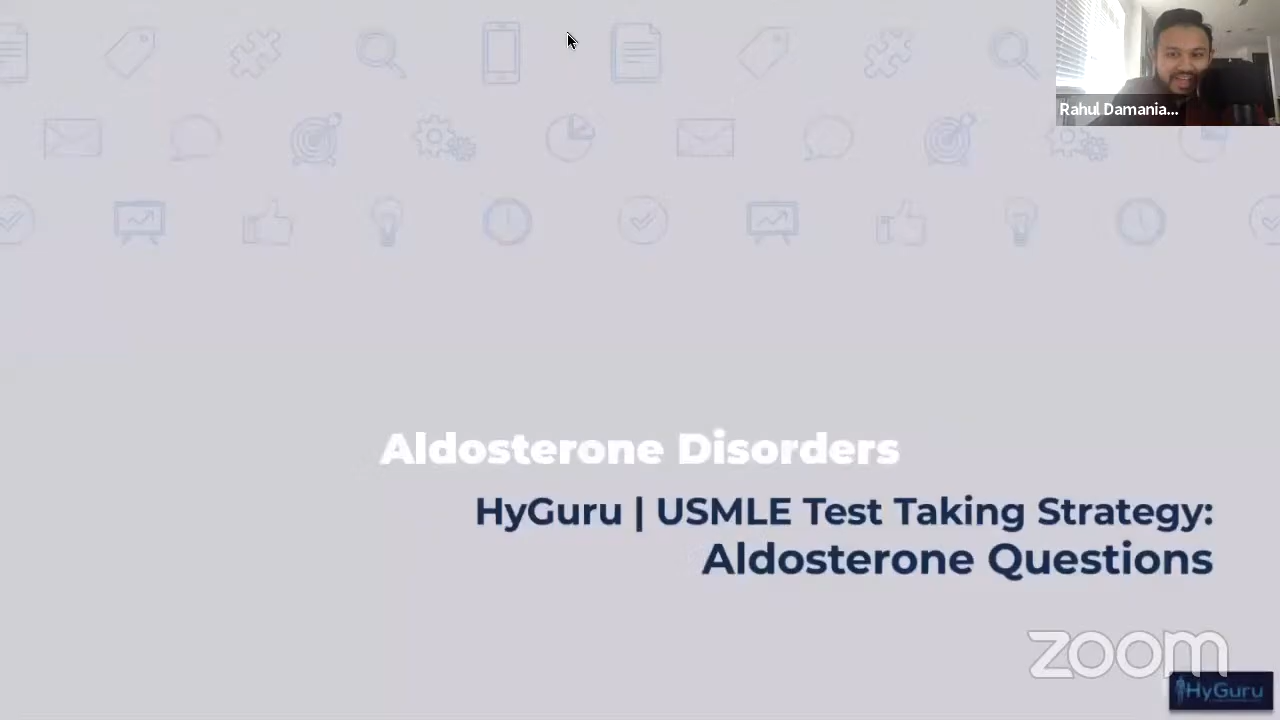 Rahul Damania...
Aldosterone Disorders
HyGuru | USMLE Test Taking Strategy:
Aldosterone Questions
zoom
HyGuru